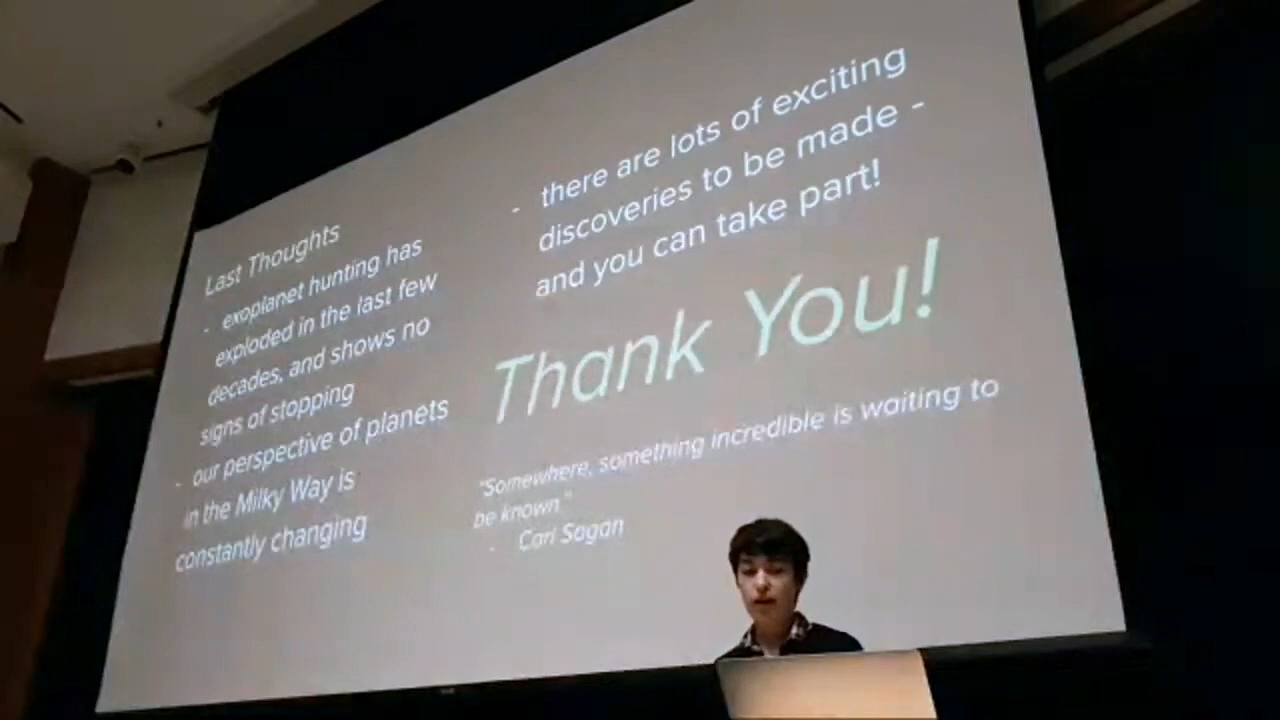 Last Thoughts
- exoplanet hunting has
exploded in the last few
decades, and shows no
signs of stopping
- our perspective of planets
in the Milky Way is
constantly changing
- there are lots of exciting
discoveries to be made -
and you can take part!
Thank You!
"Somewhere, something incredible is waiting to
be known"
- Carl Sagan